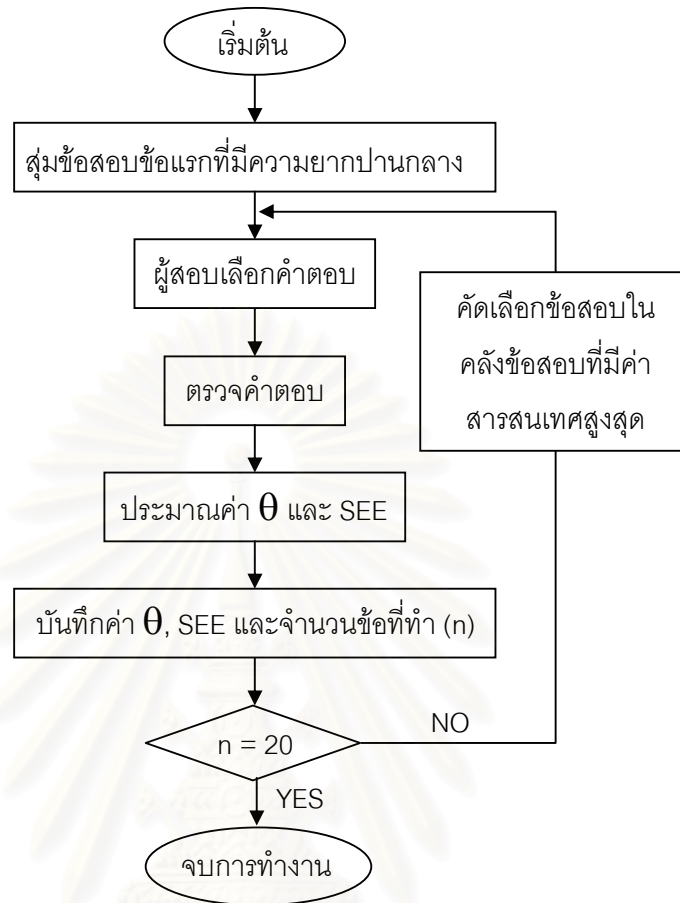 เริ่มต้น
สุ่มข้อสอบข้อแรกที่มีความยากปานกลาง
ผู้สอบเลือกคำตอบ
ตรวจคำตอบ
ประมาณค่า θ และ SEE
บันทึกค่า θ, SEE และจำนวนข้อที่ทำ (n)
n = 20
NO
คัดเลือกข้อสอบใน
คลังข้อสอบที่มีค่า
สารสนเทศสูงสุด
YES
จบการทำงาน